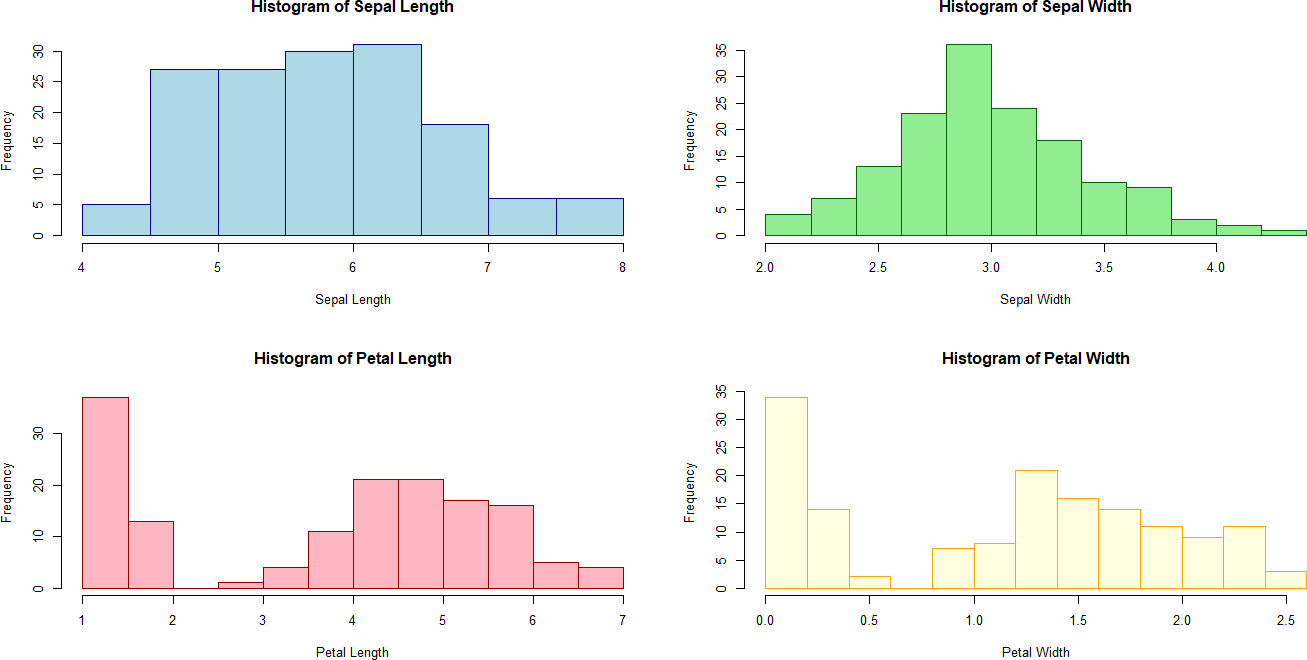 Histogram of Sepal Length
Frequency
30
25
20
15
10
5
0
4 5 6 7 8
Sepal Length
Histogram of Sepal Width
Frequency
35
30
25
20
15
10
5
0
2.0 2.5 3.0 3.5 4.0
Sepal Width
Histogram of Petal Length
Frequency
30
20
10
0
1 2 3 4 5 6 7
Petal Length
Histogram of Petal Width
Frequency
35
30
25
20
15
10
5
0
0.0 0.5 1.0 1.5 2.0 2.5
Petal Width